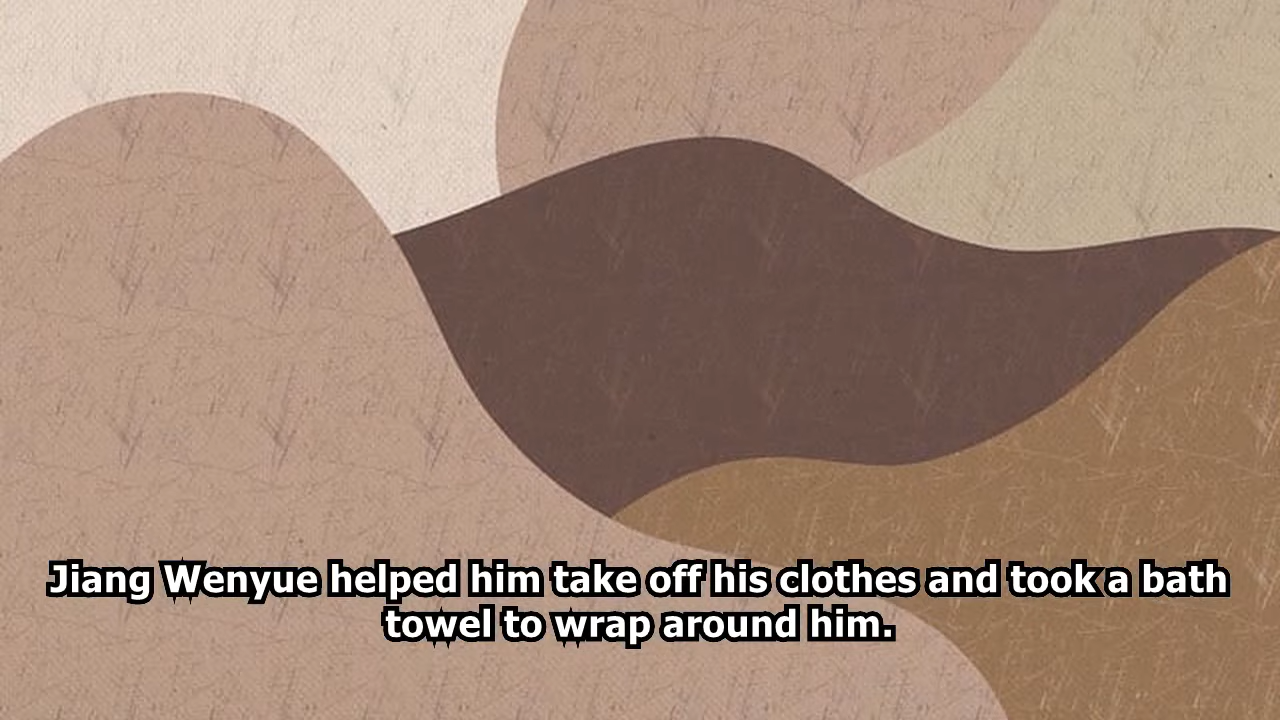 Jiang Wenyue helped him take off his clothes and took a bath
towel to wrap around him.